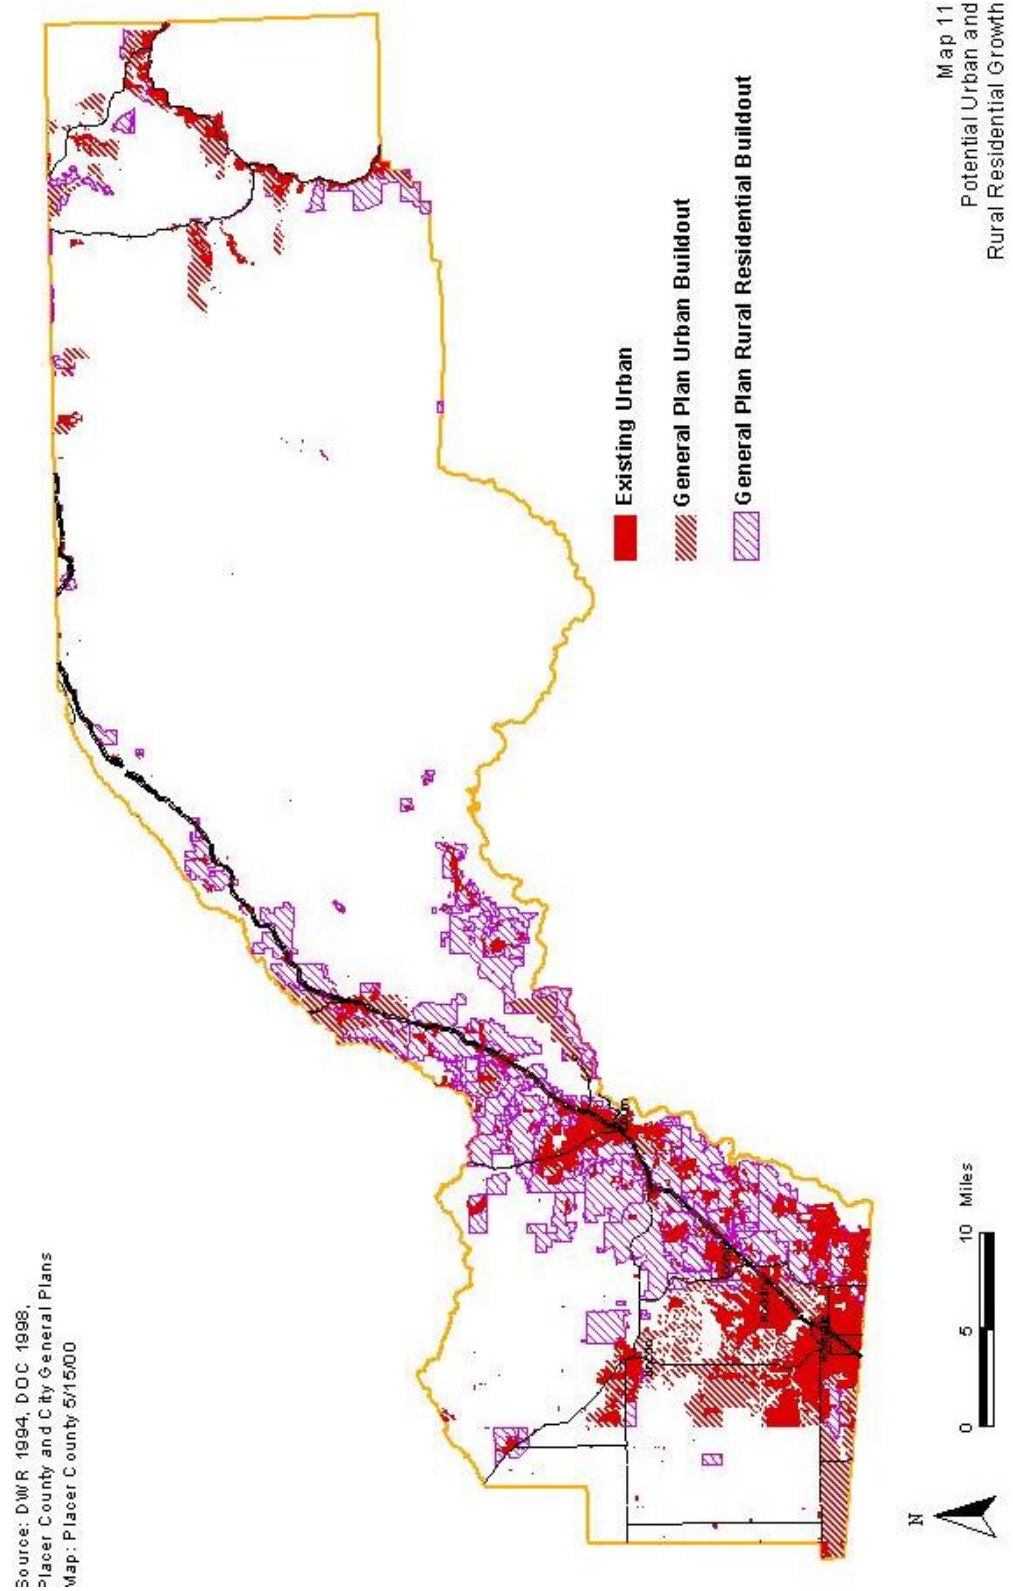 Source: DWR 1994, DOC 1998,
Placer County and City General Plans
Map: Placer County 5/15/00
Existing Urban
General Plan Urban Buildout
General Plan Rural Residential Buildout
N
0 5 10 Miles
Map 11
Potential Urban and
Rural Residential Growth